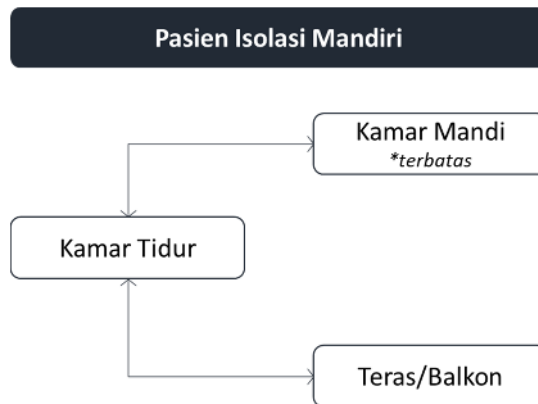 Pasien Isolasi Mandiri
Kamar Mandi
*terbatas
Kamar Tidur
Teras/Balkon